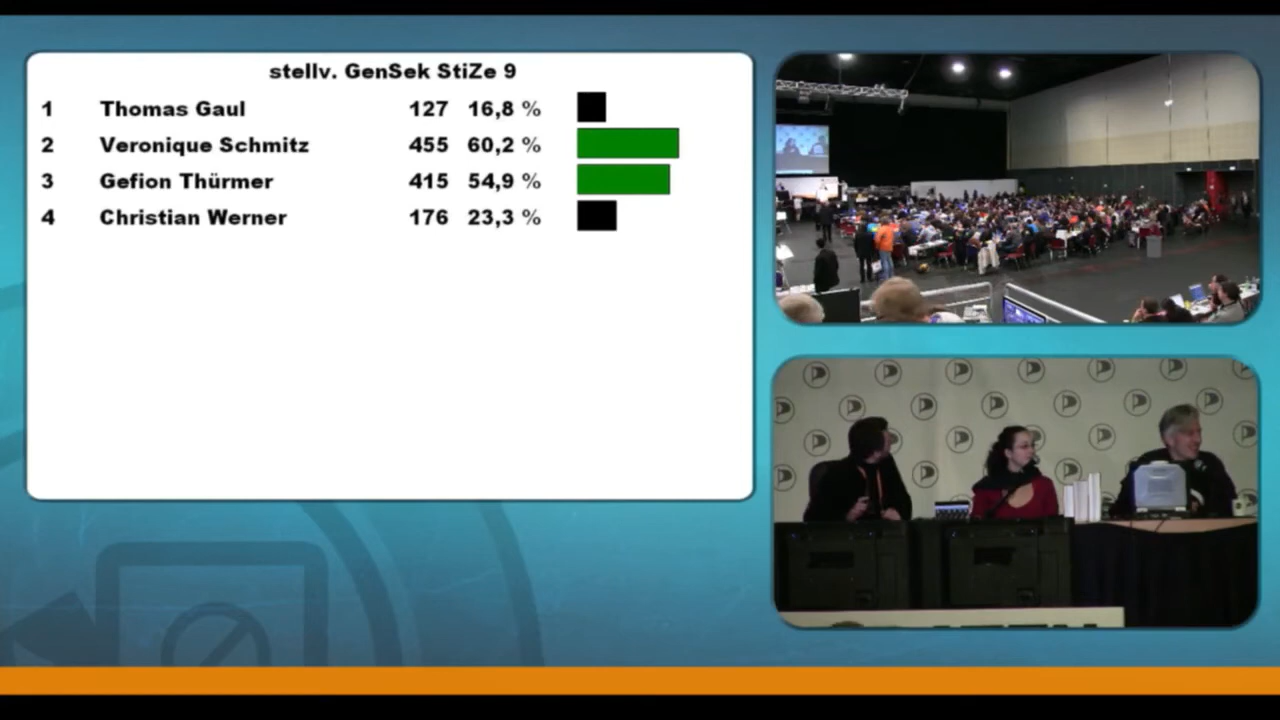 stellv. GenSek StiZe 9
1 Thomas Gaul 127 16,8 %
2 Veronique Schmitz 455 60,2 %
3 Gefion Thürmer 415 54,9 %
4 Christian Werner 176 23,3 %